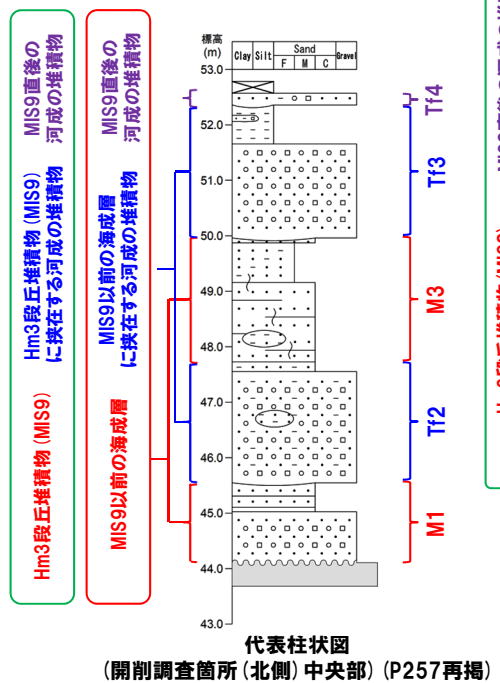 MIS9直後の
河成の堆積物
Hm3段丘堆積物(MIS9)
に挟在する河成の堆積物
Hm3段丘堆積物(MIS9)
MIS9直後の
河成の堆積物
MIS9以前の海成層
に挟在する河成の堆積物
MIS9以前の海成層
標高
(m)
Clay
Silt
Sand
F
M
C
Gravel
53.0
52.0
51.0
50.0
49.0
48.0
47.0
46.0
45.0
44.0
43.0
Tf4
Tf3
M3
Tf2
M1
代表柱状図
(開削調査箇所(北側)中央部)(P257再掲)